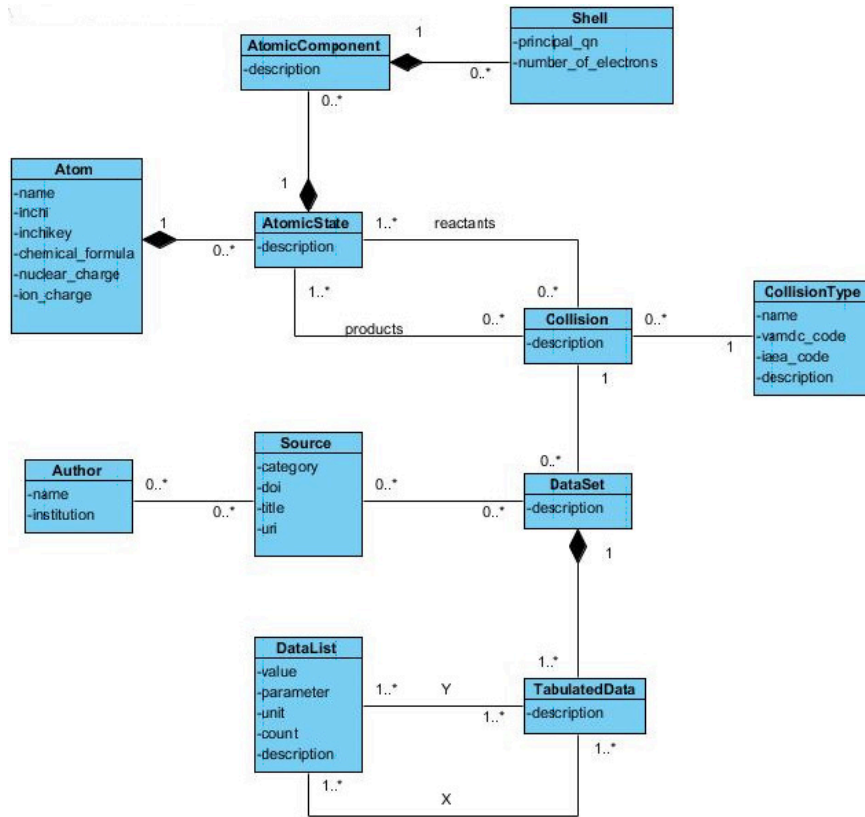 Shell
-principal_qn
-number_of_electrons
AtomicComponent
-description
1
0..*
0..*
1
Atom
-name
-inchi
-inchikey
-chemical_formula
-nuclear_charge
-ion_charge
1
0..*
AtomicState
-description
1..*
reactants
0..*
1..*
products
0..*
Collision
-description
1
0..*
1
CollisionType
-name
-vamdc_code
-iaea_code
-description
Author
-name
-institution
0..*
0..*
Source
-category
-doi
-title
-uri
0..*
0..*
0..*
DataSet
-description
1
1..*
DataList
-value
-parameter
-unit
-count
-description
1..*
Y
1..*
TabulatedData
-description
1..*
1..*
X